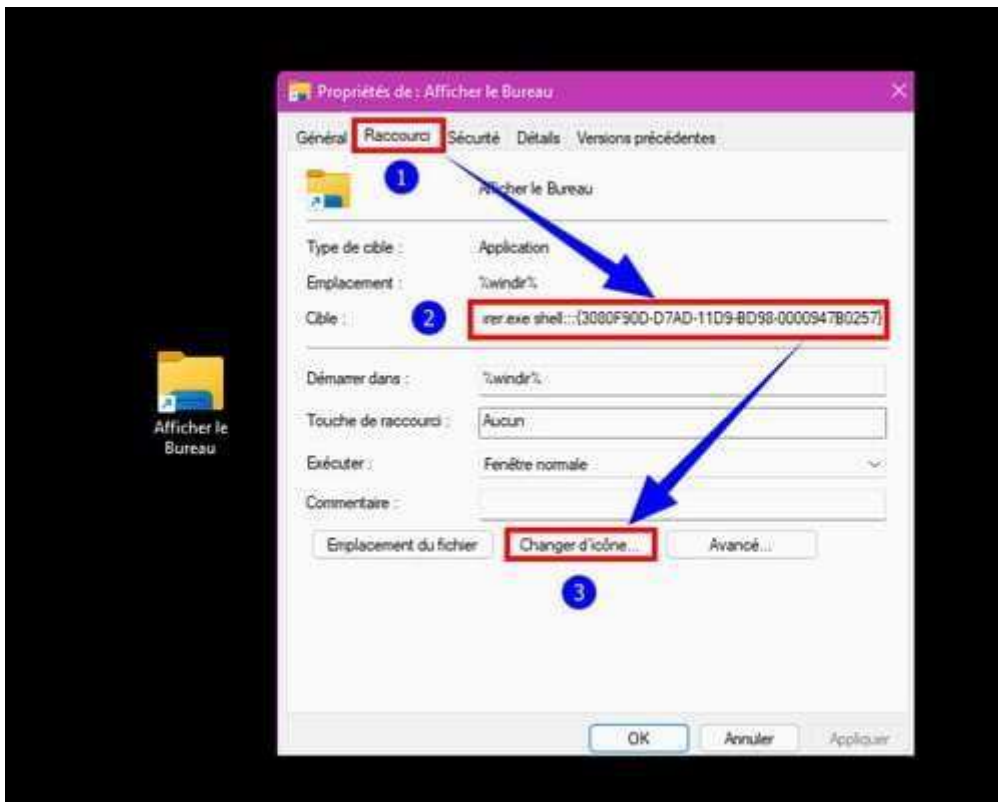 Propriétés de : Afficher le Bureau
Général Raccourci Sécurité Détails Versions précédentes
1
Afficher le Bureau
Type de cible : Application
Emplacement : %windir%
Cible : 2 rer.exe shell:::{3080F90D-D7AD-11D9-BD98-0000947B0257}
Démarrer dans : %windir%
Touche de raccourci : Aucun
Exécuter : Fenêtre normale
Commentaire :
Emplacement du fichier Changer d'icône... Avancé...
3
OK Annuler Appliquer
Afficher le
Bureau